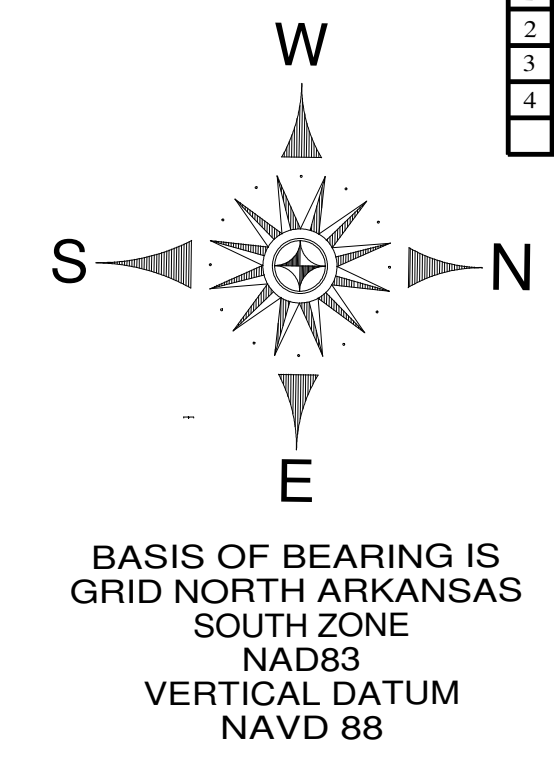 W
2
3
4
S
N
E
BASIS OF BEARING IS
GRID NORTH ARKANSAS
SOUTH ZONE
NAD83
VERTICAL DATUM
NAVD 88